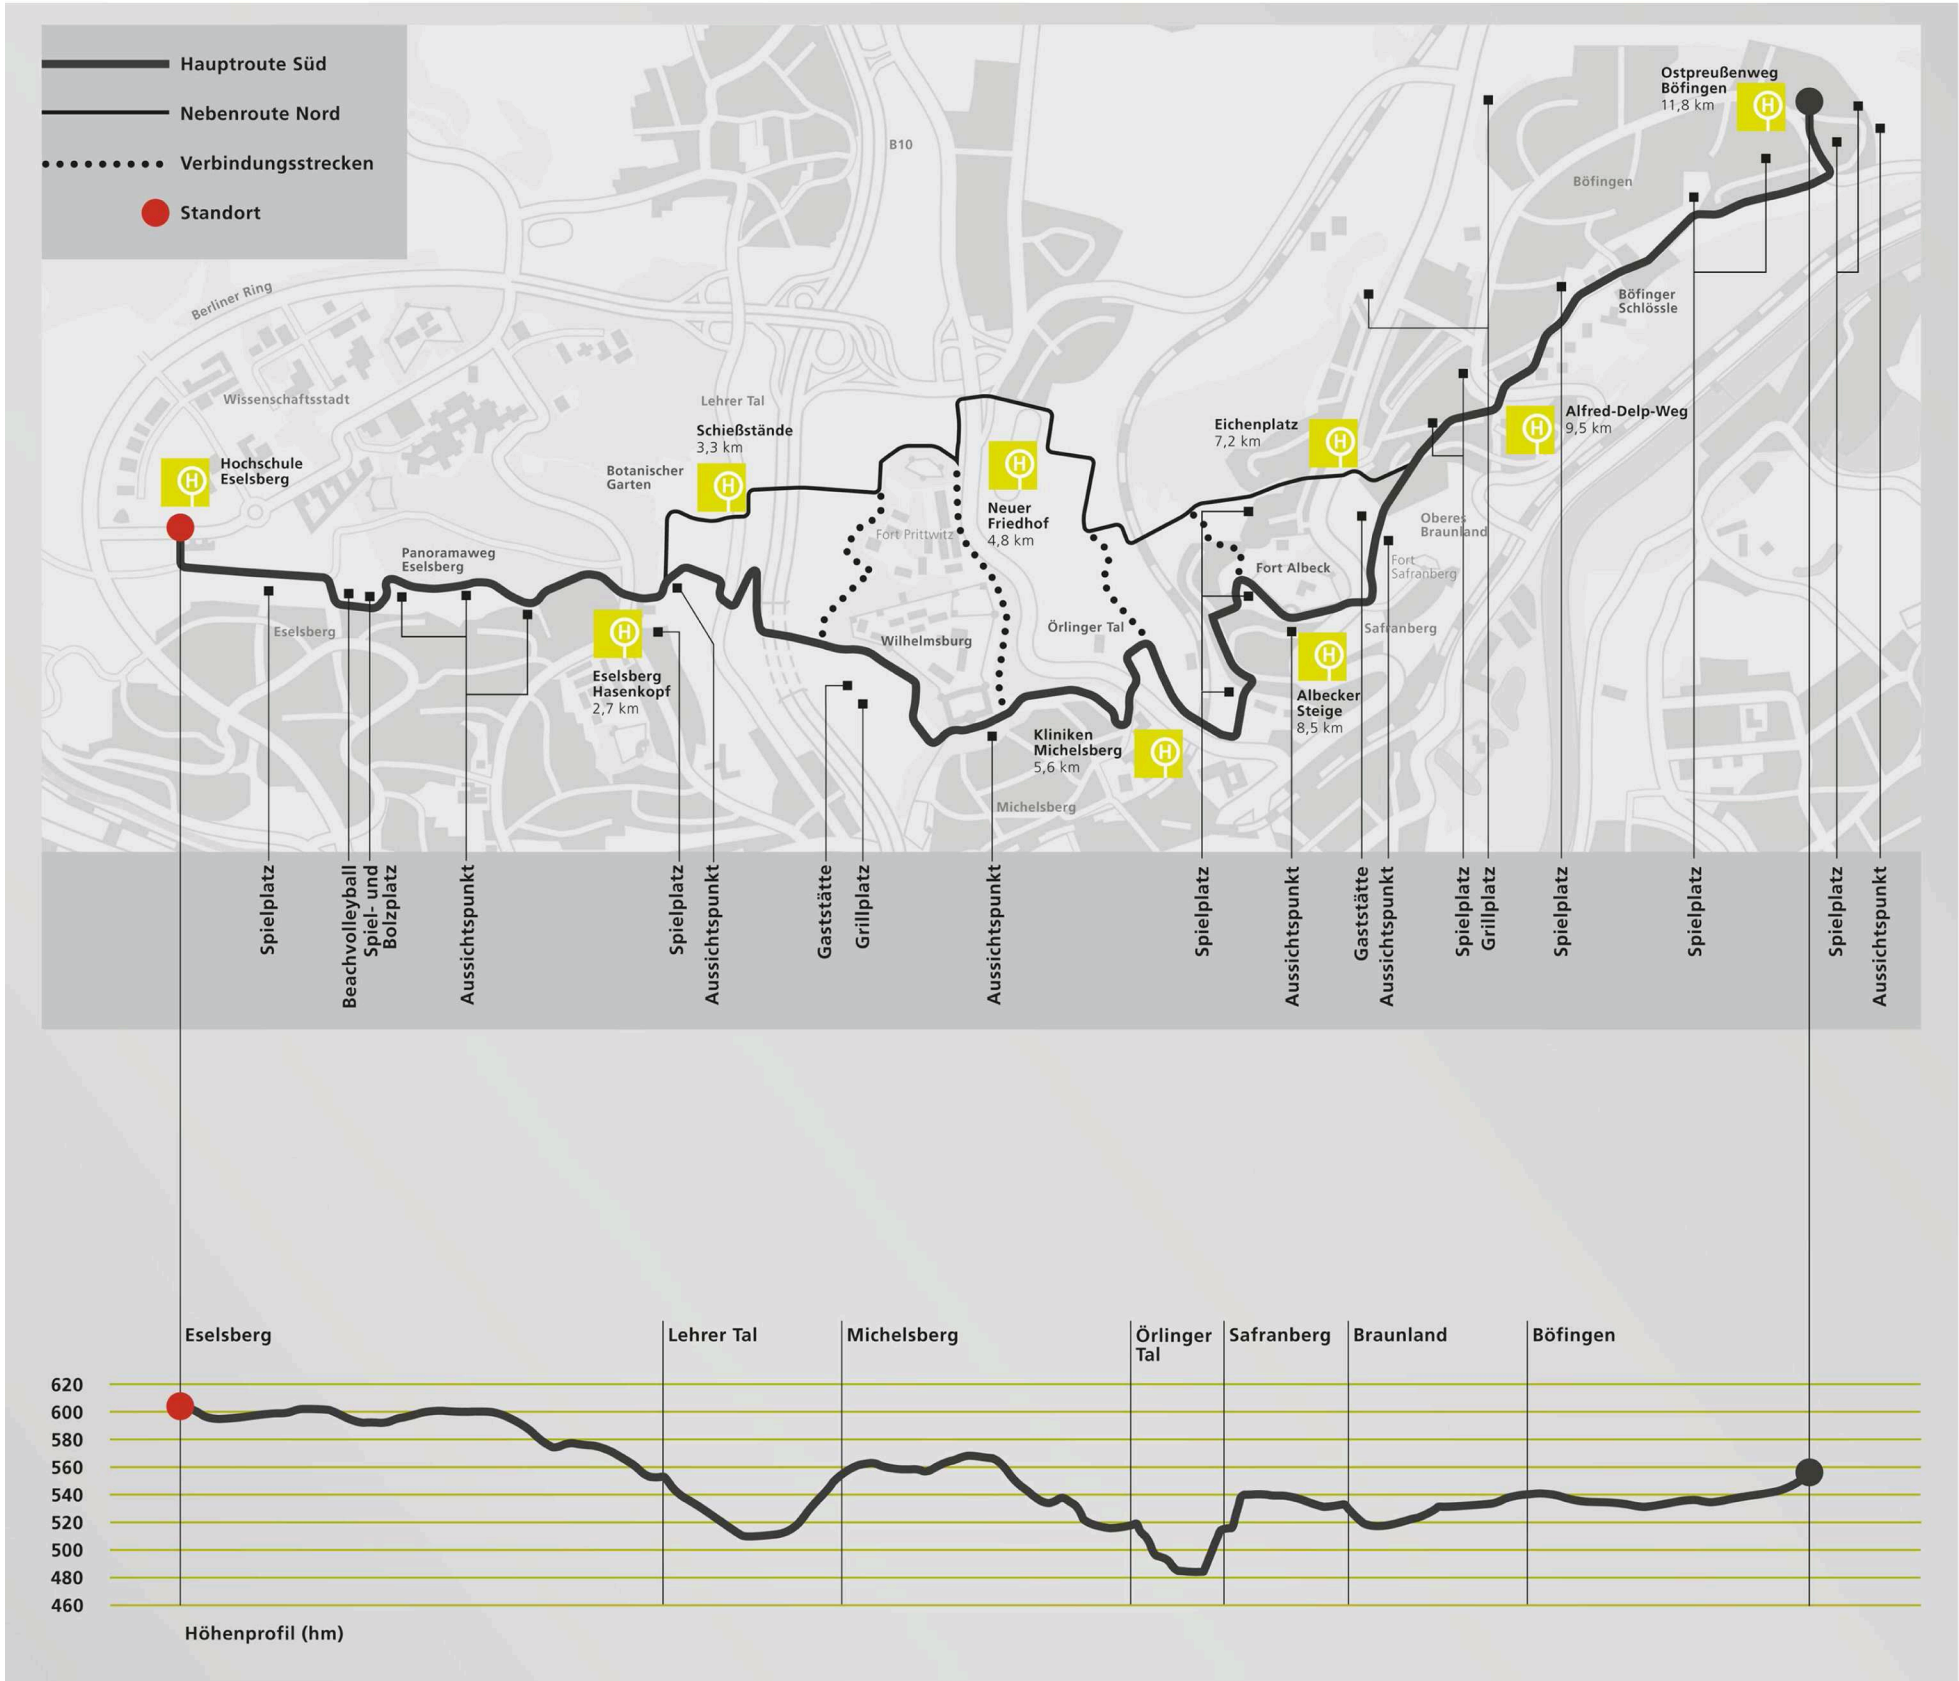 Hauptroute Süd
Nebenroute Nord
Verbindungsstrecken
Standort
Ostpreußenweg
Böfingen
11,8 km
H
B10
Böfingen
Berliner Ring
Böfinger
Schlössle
Wissenschaftsstadt
Lehrer Tal
Schießstände
3,3 km
H
Eichenplatz
7,2 km
H
Alfred-Delp-Weg
9,5 km
H
Hochschule
Eselsberg
H
Botanischer
Garten
H
Neuer
Friedhof
4,8 km
Fort Prittwitz
Oberes
Braunland
Panoramaweg
Eselsberg
Fort Albeck
Fort
Safranberg
Eselsberg
H
Eselsberg
Hasenkopf
2,7 km
Wilhelmsburg
Örlinger Tal
Safranberg
H
Albecker
Steige
8,5 km
Kliniken
Michelsberg
5,6 km
H
Michelsberg
Spielplatz
Beachvolleyball
Spiel- und
Bolzplatz
Aussichtspunkt
Spielplatz
Aussichtspunkt
Gaststätte
Grillplatz
Aussichtspunkt
Spielplatz
Aussichtspunkt
Gaststätte
Aussichtspunkt
Spielplatz
Grillplatz
Spielplatz
Spielplatz
Spielplatz
Aussichtspunkt
Eselsberg
Lehrer Tal
Michelsberg
Örlinger
Tal
Safranberg
Braunland
Böfingen
620
600
580
560
540
520
500
480
460
Höhenprofil (hm)